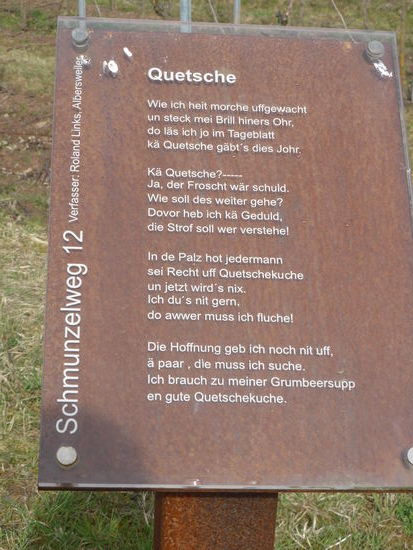 Quetsche
Wie ich heit morche uffgewacht
un steck mei Brill hiners Ohr,
do läs ich jo im Tageblatt
kä Quetsche gäbt´s dies Johr.
Kä Quetsche?-----
Ja, der Froscht wär schuld.
Wie soll des weiter gehe?
Dovor heb ich kä Geduld,
die Strof soll wer verstehe!
In de Palz hot jedermann
sei Recht uff Quetschekuche
un jetzt wird´s nix.
Ich du´s nit gern,
do awwer muss ich fluche!
Die Hoffnung geb ich noch nit uff,
ä paar , die muss ich suche.
Ich brauch zu meiner Grumbeersupp
en gute Quetschekuche.
Schmunzelweg 12
Verfasser: Roland Links, Albersweiler